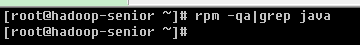 [root@hadoop-senior ~]# rpm -qa|grep java
[root@hadoop-senior ~]#